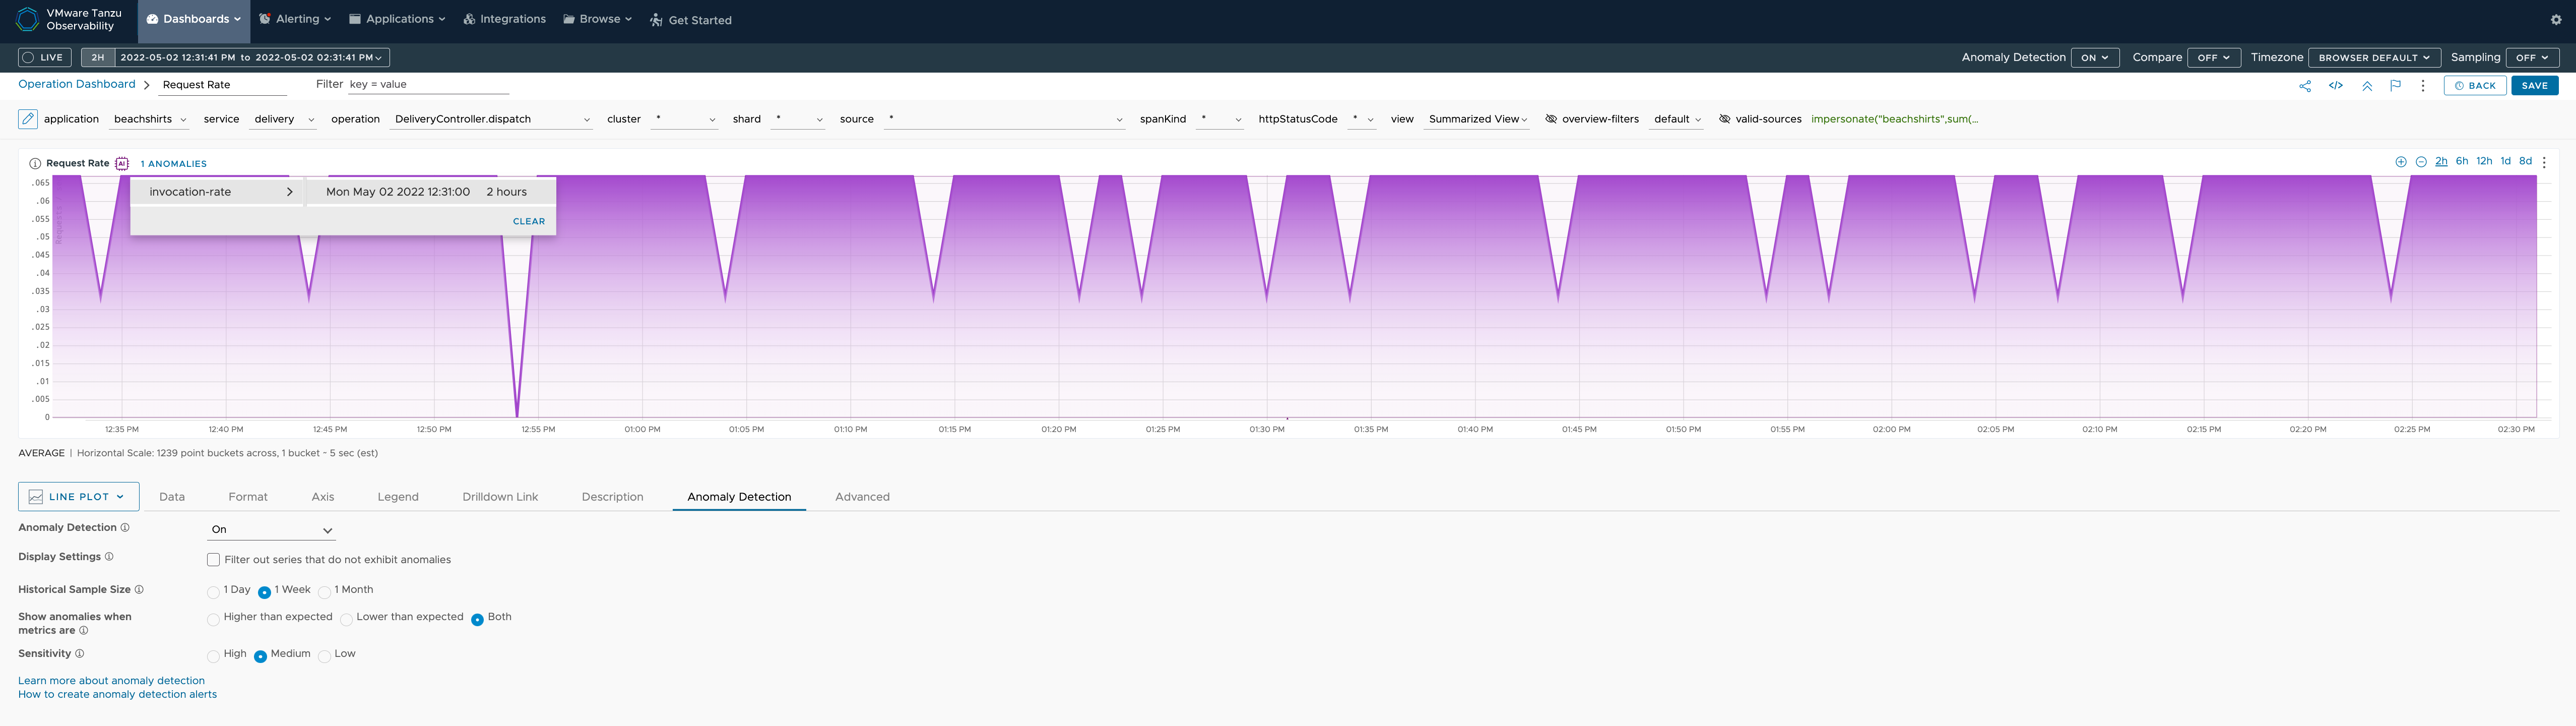 VMware Tanzu
Observability
Dashboards
Alerting
Applications
Integrations
Browse
Get Started
LIVE
2H 2022-05-02 12:31:41 PM to 2022-05-02 02:31:41 PM
Anomaly Detection ON Compare OFF Timezone BROWSER DEFAULT Sampling OFF
Operation Dashboard Request Rate Filter key = value
</> BACK SAVE
application beachshirts service delivery operation DeliveryController.dispatch cluster * shard * source * spanKind * httpStatusCode * view Summarized View overview-filters default valid-sources impersonate("beachshirts",sum(...
Request Rate AI 1 ANOMALIES 2h 6h 12h 1d 8d
invocation-rate Mon May 02 2022 12:31:00 2 hours
CLEAR
.065
.06
.055
.05
.045
.04
.035
.03
.025
.02
.015
.01
.005
0
12:35 PM 12:40 PM 12:45 PM 12:50 PM 12:55 PM 01:00 PM 01:05 PM 01:10 PM 01:15 PM 01:20 PM 01:25 PM 01:30 PM 01:35 PM 01:40 PM 01:45 PM 01:50 PM 01:55 PM 02:00 PM 02:05 PM 02:10 PM 02:15 PM 02:20 PM 02:25 PM 02:30 PM
AVERAGE | Horizontal Scale: 1239 point buckets across, 1 bucket ~ 5 sec (est)
LINE PLOT Data Format Axis Legend Drilldown Link Description Anomaly Detection Advanced
Anomaly Detection On
Display Settings Filter out series that do not exhibit anomalies
Historical Sample Size 1 Day 1 Week 1 Month
Show anomalies when
metrics are Higher than expected Lower than expected Both
Sensitivity High Medium Low
Learn more about anomaly detection
How to create anomaly detection alerts